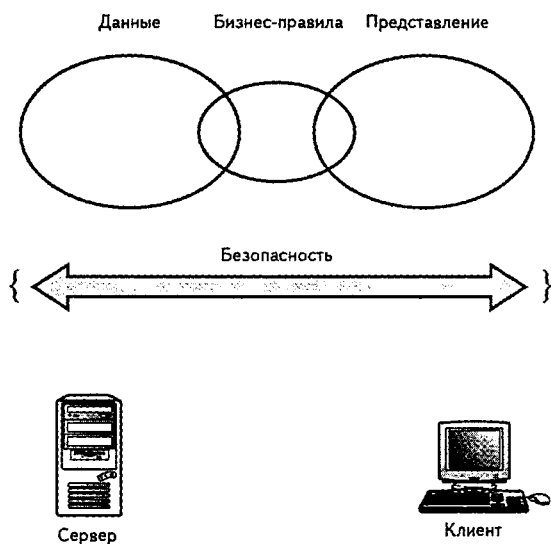 Данные Бизнес-правила Представление
Безопасность
{ }
Сервер
Клиент